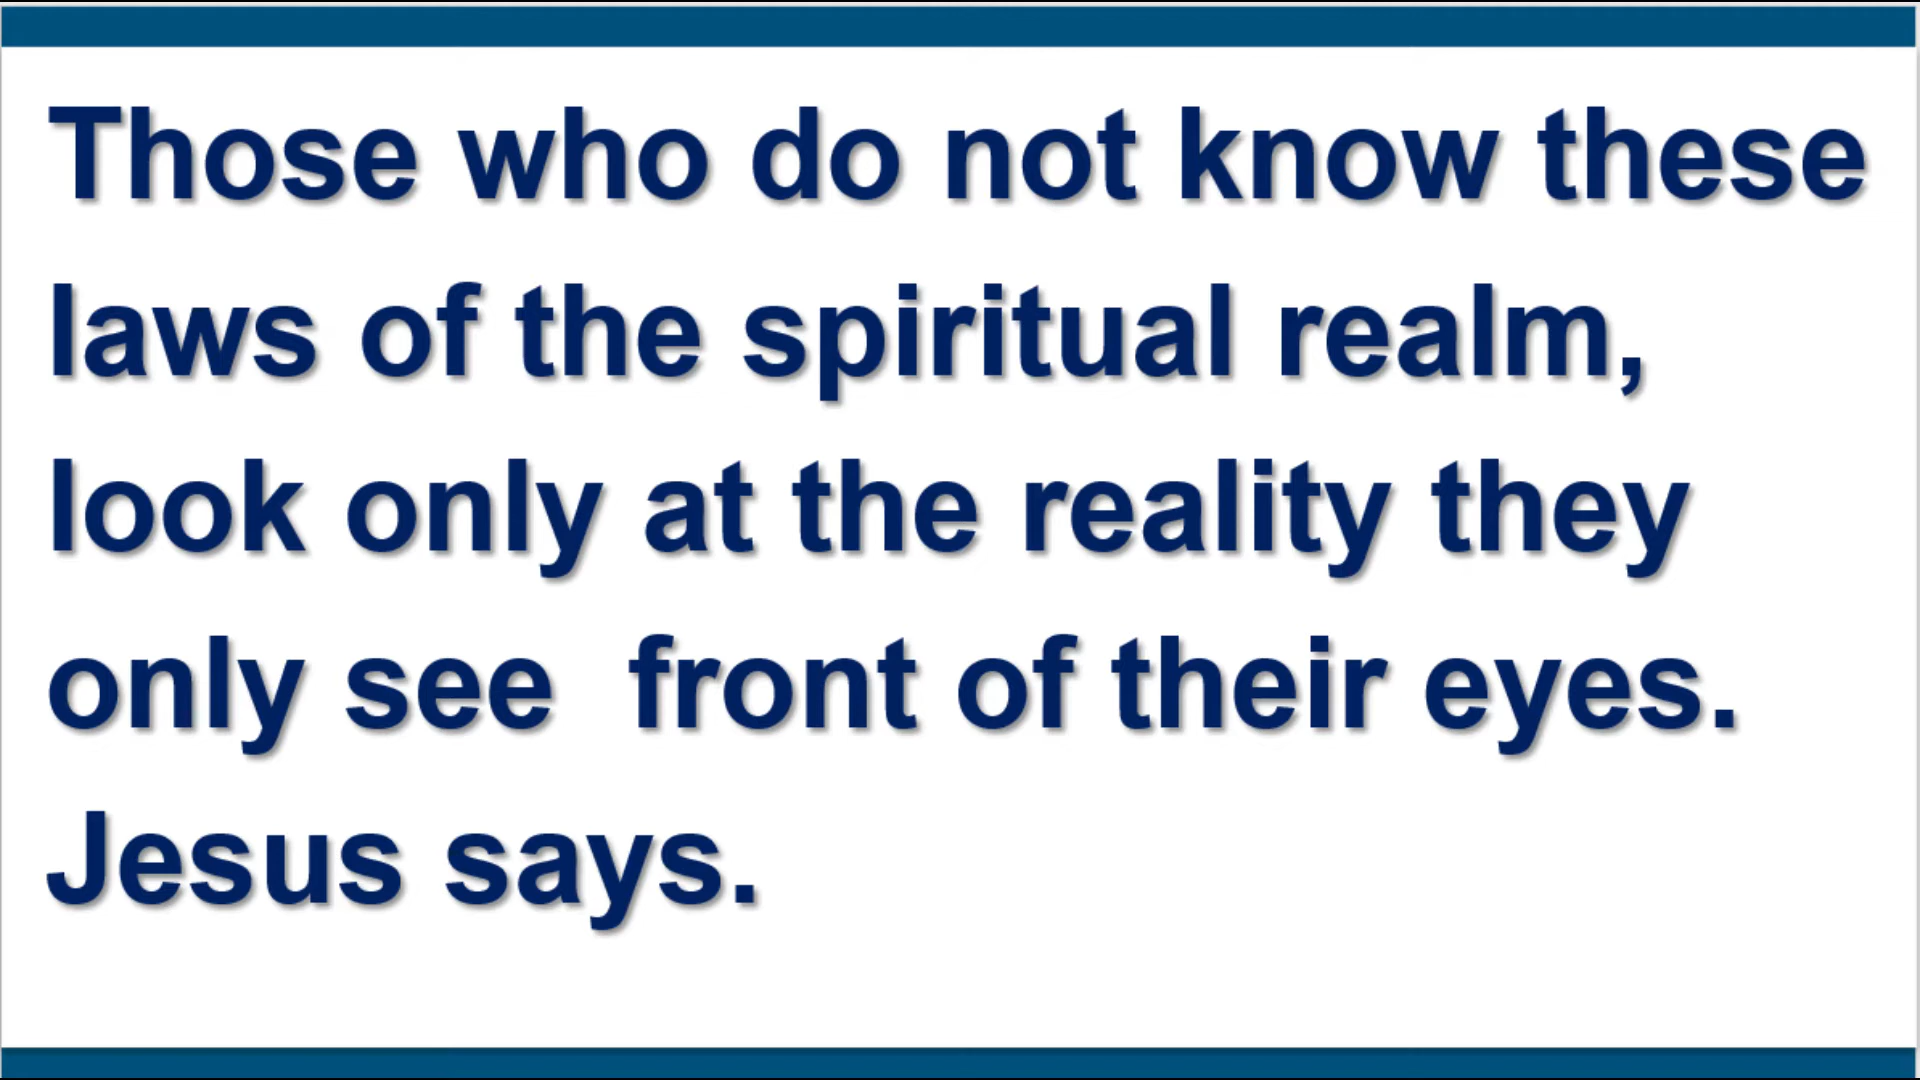 Those who do not know these
laws of the spiritual realm,
look only at the reality they
only see  front of their eyes.
Jesus says.